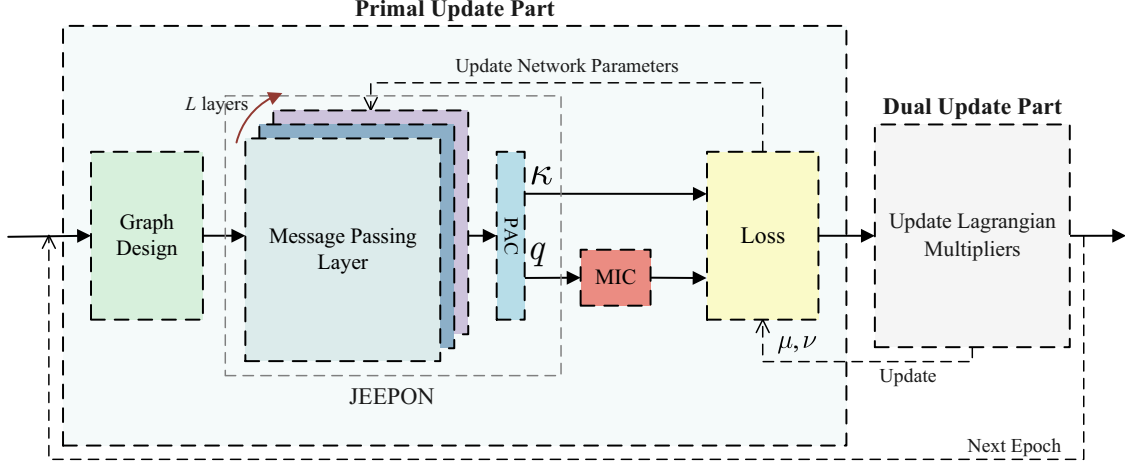 Primal Update Part
Update Network Parameters
L layers
Dual Update Part
Graph
Design
Message Passing
Layer
PAC
κ
q
MIC
Loss
Update Lagrangian
Multipliers
μ, ν
Update
JEEPON
Next Epoch